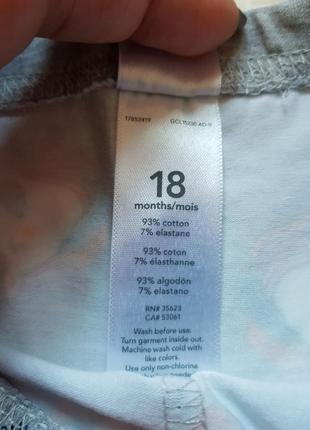 17852419 GCL15J30 AO-11
18
months/mois
93% cotton
7% elastane
93% coton
7% élasthanne
93% algodón
7% elastano
RN# 35623
CA# 53061
Wash before use.
Turn garment inside out.
Machine wash cold with
like colors.
Use only non-chlorine